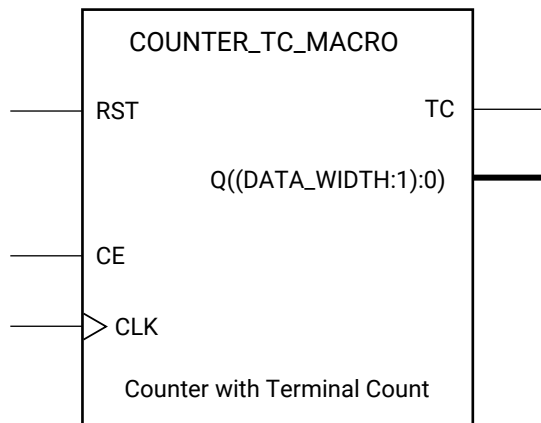 COUNTER_TC_MACRO
RST
TC
Q((DATA_WIDTH:1):0)
CE
CLK
Counter with Terminal Count